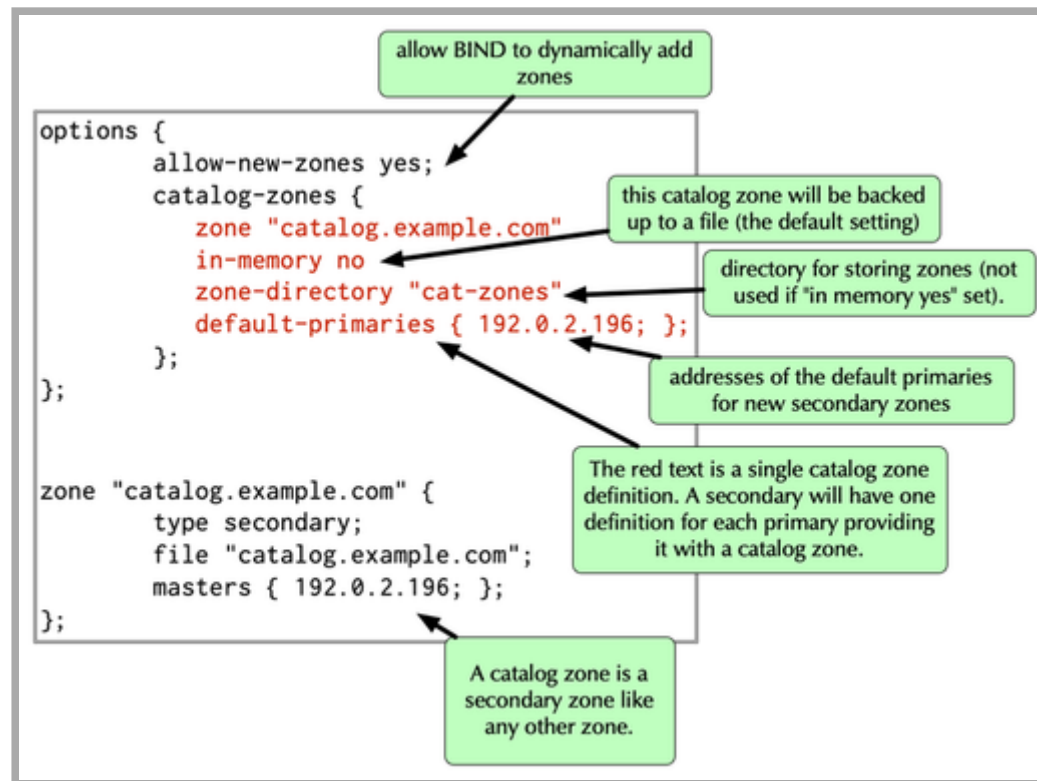 allow BIND to dynamically add
zones
options {
allow-new-zones yes;
catalog-zones {
zone "catalog.example.com"
in-memory no
zone-directory "cat-zones"
default-primaries { 192.0.2.196; };
};
};
this catalog zone will be backed
up to a file (the default setting)
directory for storing zones (not
used if "in memory yes" set).
addresses of the default primaries
for new secondary zones
The red text is a single catalog zone
definition. A secondary will have one
definition for each primary providing
it with a catalog zone.
zone "catalog.example.com" {
type secondary;
file "catalog.example.com";
masters { 192.0.2.196; };
};
A catalog zone is a
secondary zone like
any other zone.